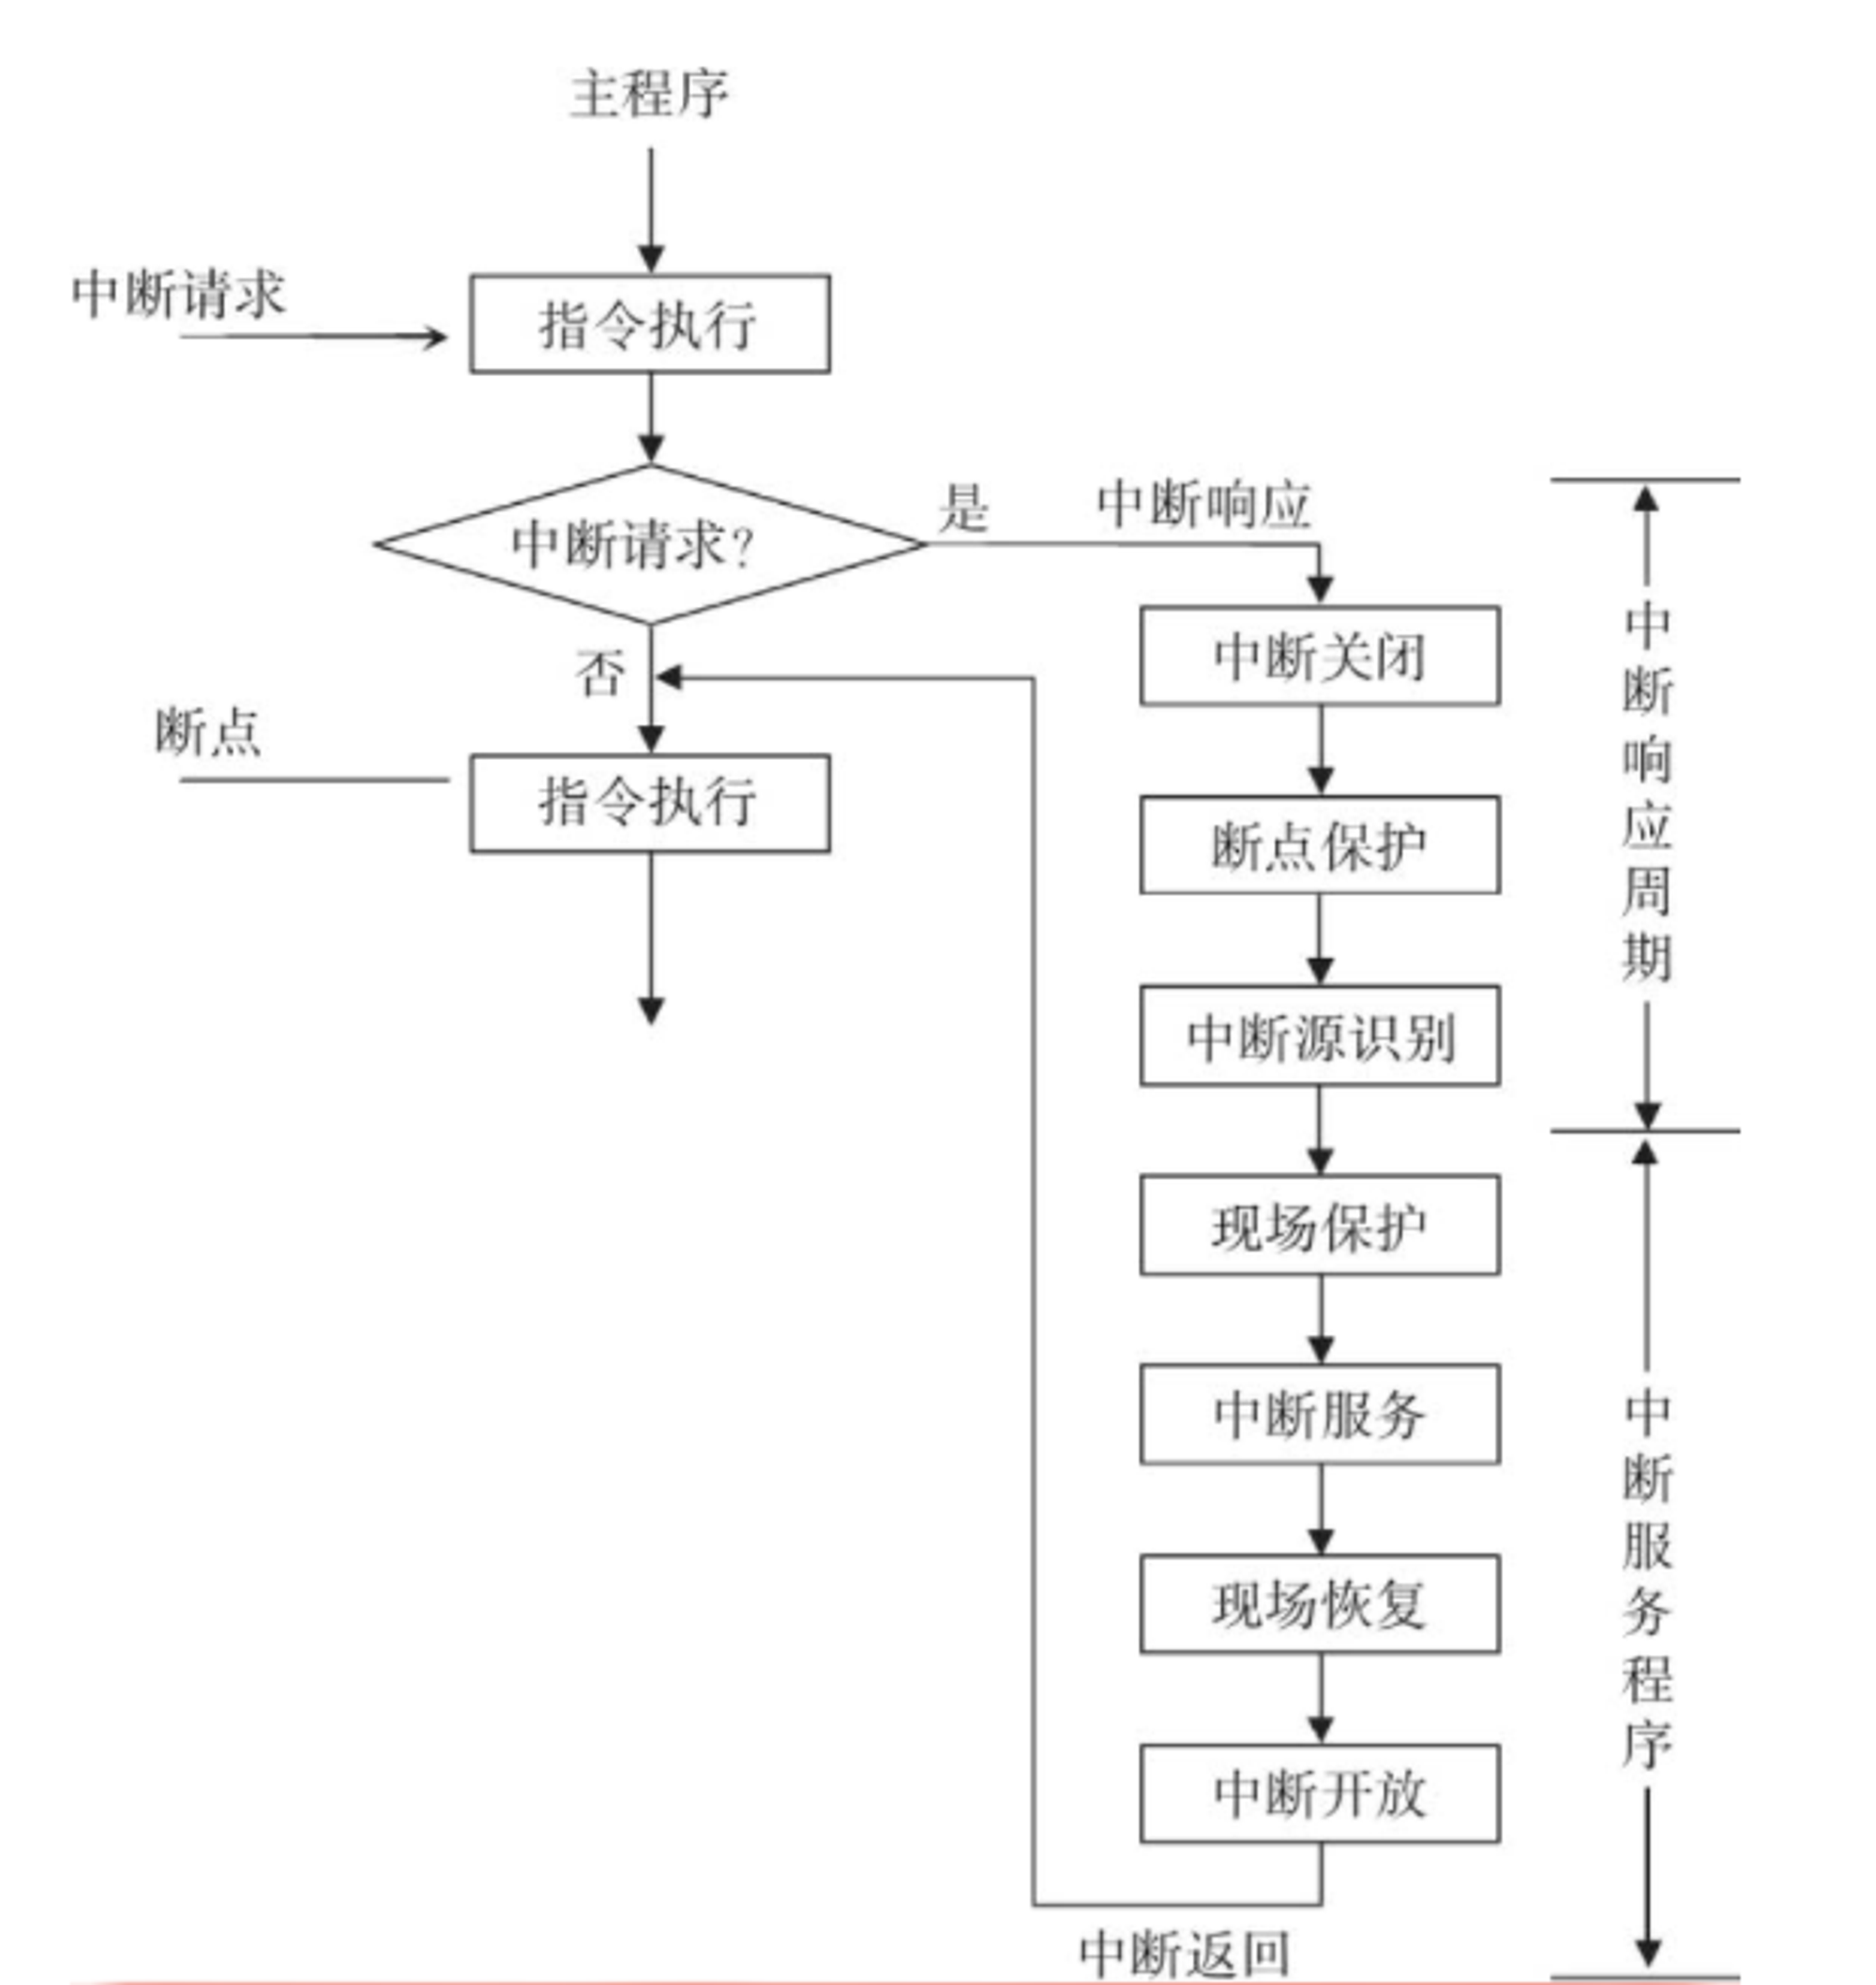 主程序
中断请求
指令执行
中断请求?
是
中断响应
否
断点
指令执行
中断关闭
断点保护
中断源识别
现场保护
中断服务
现场恢复
中断开放
中断返回
中断响应周期
中断服务程序